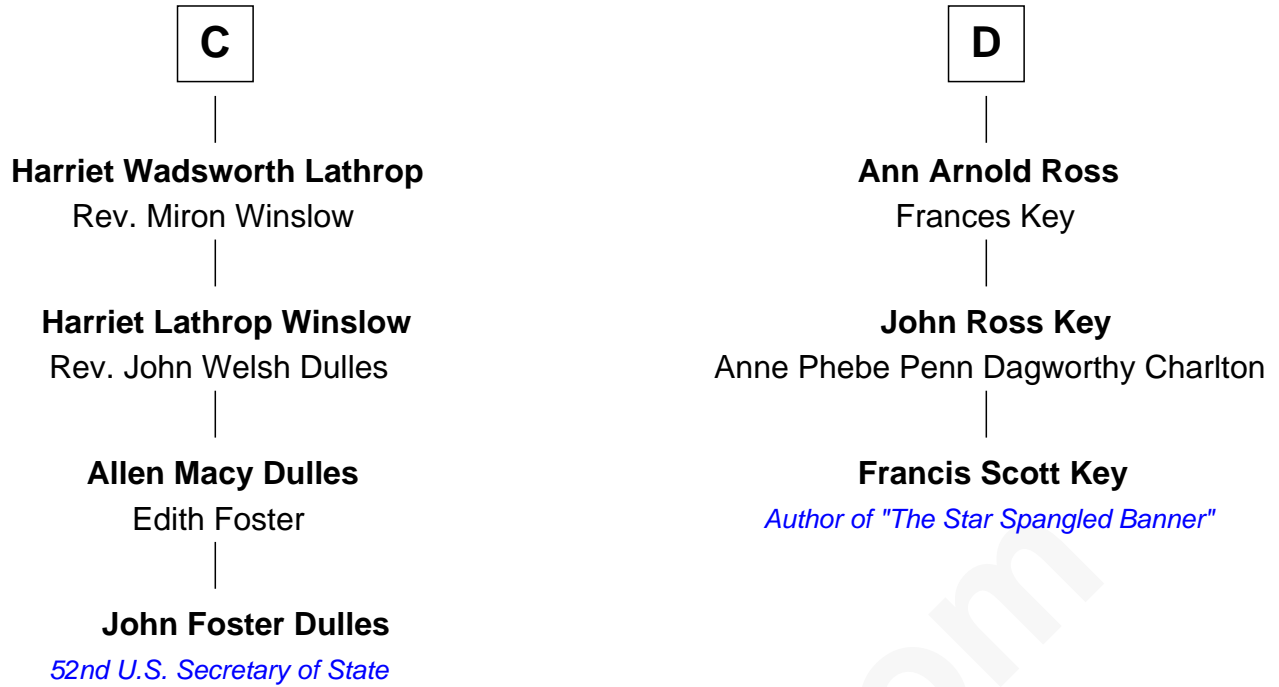 C
Harriet Wadsworth Lathrop
Rev. Miron Winslow
Harriet Lathrop Winslow
Rev. John Welsh Dulles
Allen Macy Dulles
Edith Foster
John Foster Dulles
52nd U.S. Secretary of State
D
Ann Arnold Ross
Frances Key
John Ross Key
Anne Phebe Penn Dagworthy Charlton
Francis Scott Key
Author of "The Star Spangled Banner"
om